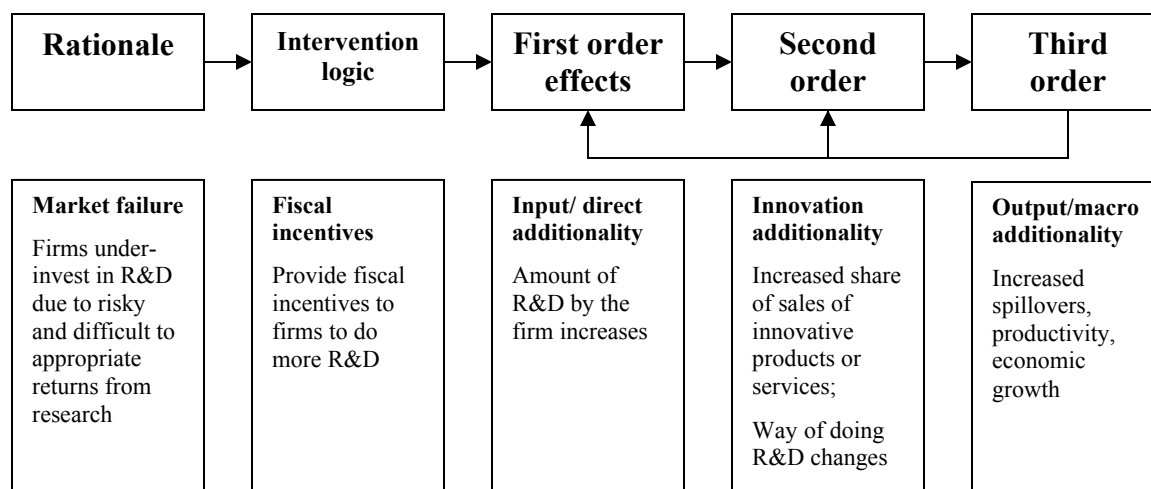 Rationale
Intervention
logic
First order
effects
Second
order
Third
order
Market failure
Firms under-
invest in R&D
due to risky
and difficult to
appropriate
returns from
research
Fiscal
incentives
Provide fiscal
incentives to
firms to do
more R&D
Input/ direct
additionality
Amount of
R&D by the
firm increases
Innovation
additionality
Increased share
of sales of
innovative
products or
services;
Way of doing
R&D changes
Output/macro
additionality
Increased
spillovers,
productivity,
economic
growth